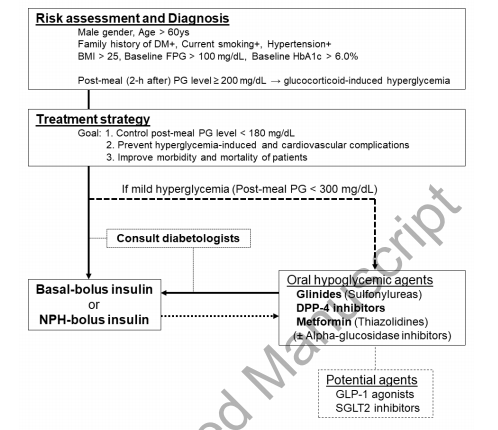 Risk assessment and Diagnosis
Male gender, Age > 60ys
Family history of DM+, Current smoking+, Hypertension+
BMI > 25, Baseline FPG > 100 mg/dL, Baseline HbA1c > 6.0%
Post-meal (2-h after) PG level ≥ 200 mg/dL → glucocorticoid-induced hyperglycemia
Treatment strategy
Goal: 1. Control post-meal PG level < 180 mg/dL
2. Prevent hyperglycemia-induced and cardiovascular complications
3. Improve morbidity and mortality of patients
If mild hyperglycemia (Post-meal PG < 300 mg/dL)
Consult diabetologists
Basal-bolus insulin
or
NPH-bolus insulin
Oral hypoglycemic agents
Glinides (Sulfonylureas)
DPP-4 inhibitors
Metformin (Thiazolidines)
(± Alpha-glucosidase inhibitors)
Potential agents
GLP-1 agonists
SGLT2 inhibitors
ed Manuscript